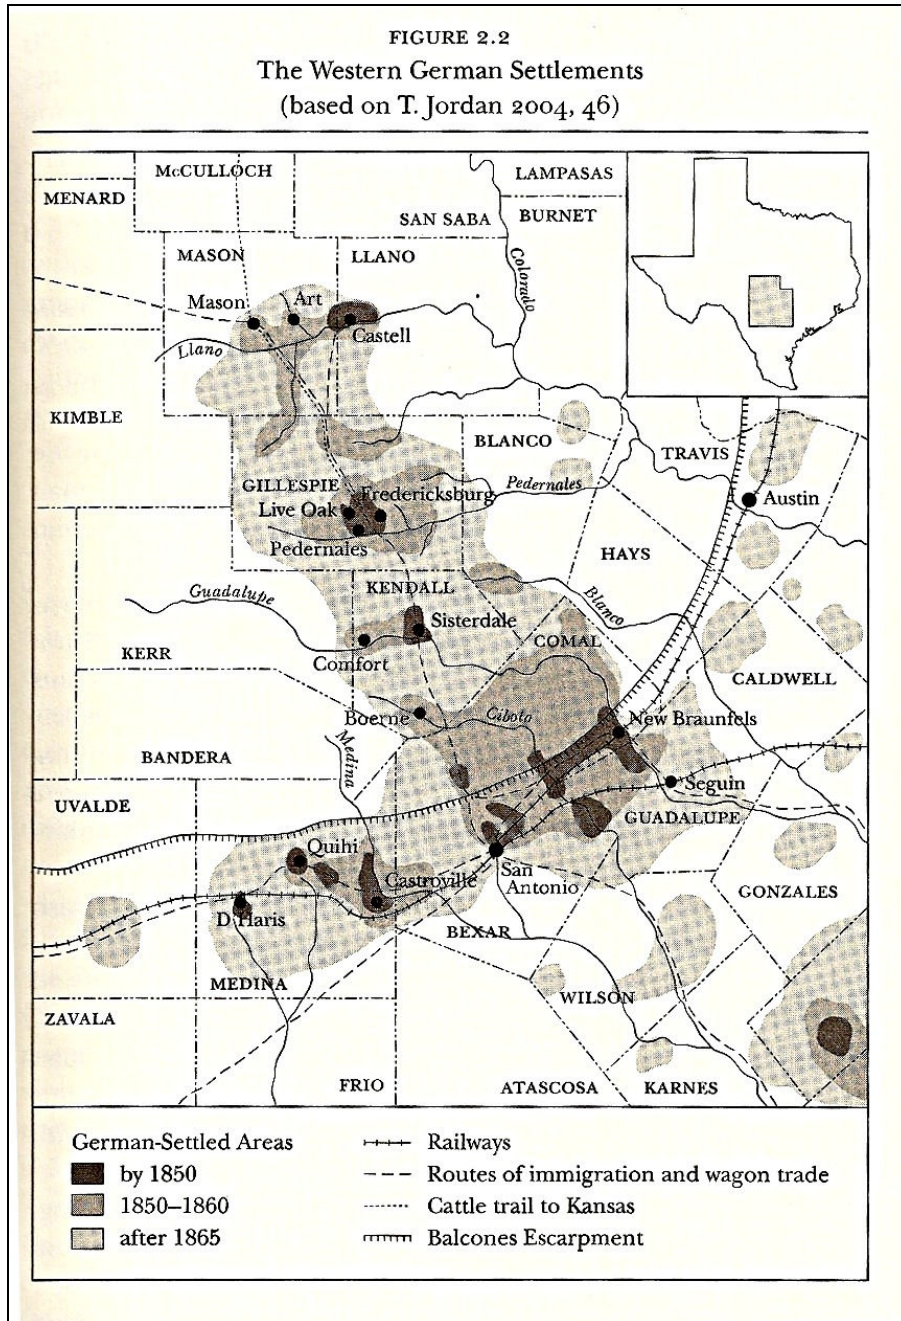 FIGURE 2.2
The Western German Settlements
(based on T. Jordan 2004, 46)
McCULLOCH
LAMPASAS
MENARD
SAN SABA
BURNET
MASON
LLANO
Colorado
Mason
Art
Castell
Llano
KIMBLE
BLANCO
TRAVIS
GILLESPIE
Fredericksburg
Pedernales
Live Oak
Austin
Pedernales
HAYS
KENDALL
Guadalupe
Blanco
Sisterdale
COMAL
KERR
Comfort
CALDWELL
Boerne
Cibolo
New Braunfels
Medina
BANDERA
Seguin
UVALDE
GUADALUPE
Quihi
San
Antonio
Castroville
GONZALES
D'Haris
BEXAR
MEDINA
WILSON
ZAVALA
FRIO
ATASCOSA
KARNES
German-Settled Areas
by 1850
1850–1860
after 1865
Railways
Routes of immigration and wagon trade
Cattle trail to Kansas
Balcones Escarpment